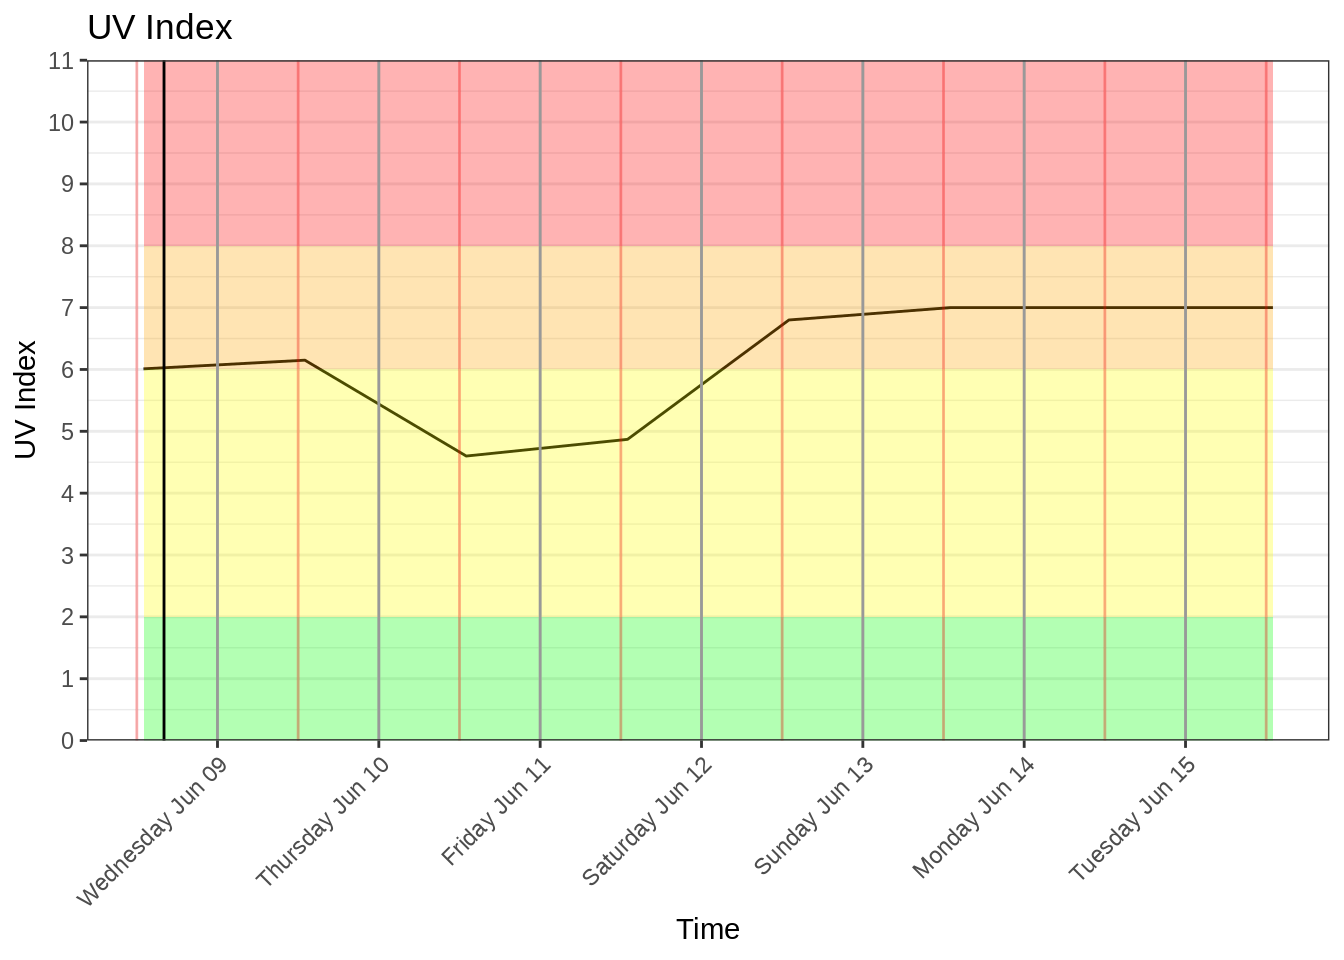 UV Index
11
10
9
8
7
6
5
4
3
2
1
0
UV Index
Wednesday Jun 09
Thursday Jun 10
Friday Jun 11
Saturday Jun 12
Sunday Jun 13
Monday Jun 14
Tuesday Jun 15
Time